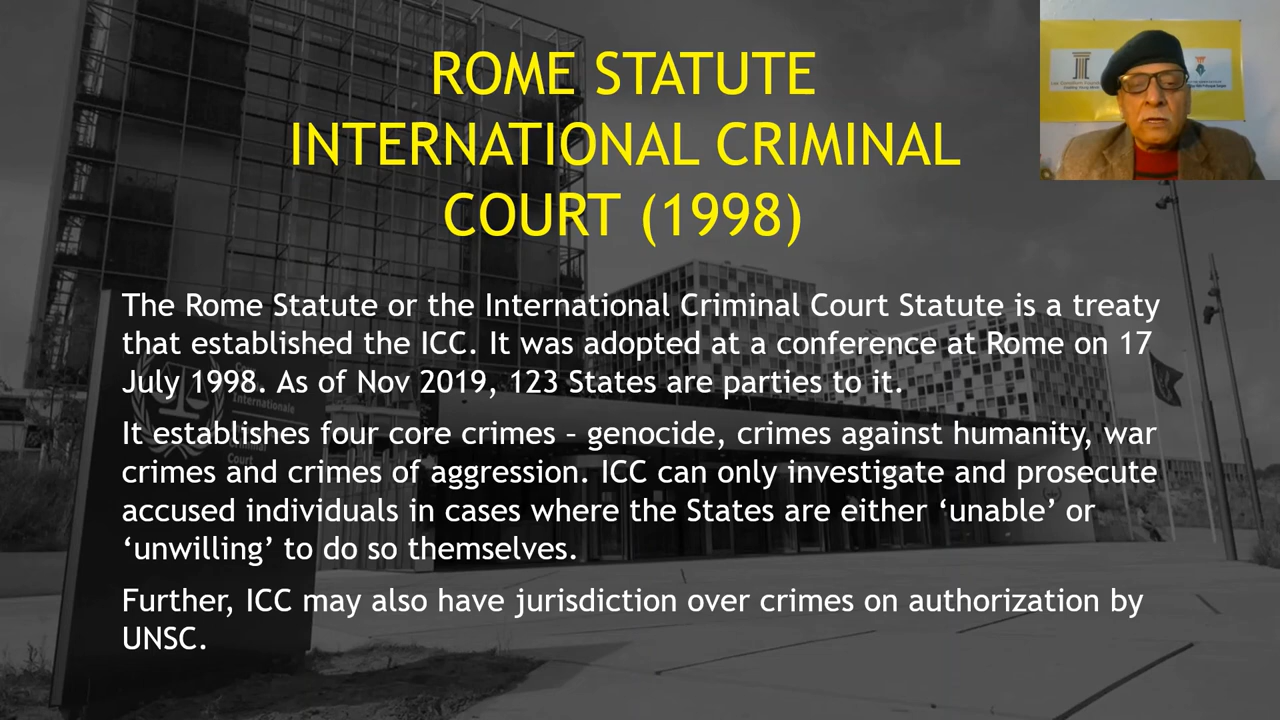 ROME STATUTE
INTERNATIONAL CRIMINAL
COURT (1998)
The Rome Statute or the International Criminal Court Statute is a treaty
that established the ICC. It was adopted at a conference at Rome on 17
July 1998. As of Nov 2019, 123 States are parties to it.
It establishes four core crimes – genocide, crimes against humanity, war
crimes and crimes of aggression. ICC can only investigate and prosecute
accused individuals in cases where the States are either ‘unable’ or
‘unwilling’ to do so themselves.
Further, ICC may also have jurisdiction over crimes on authorization by
UNSC.
Internationale
Court